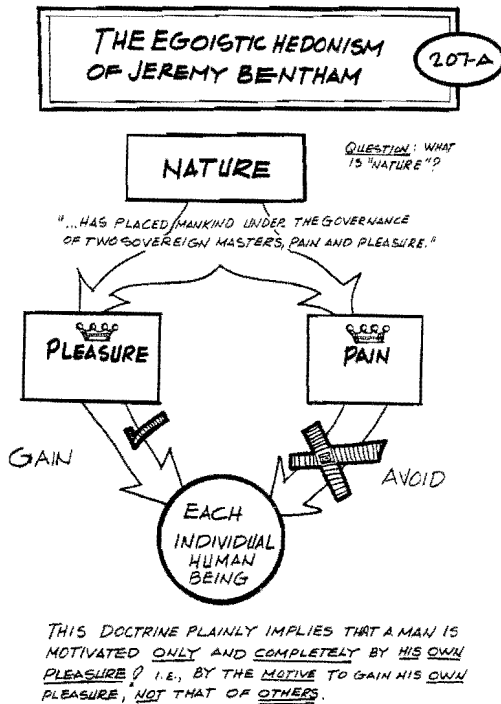 THE EGOISTIC HEDONISM
OF JEREMY BENTHAM
207-A
NATURE
QUESTION: WHAT
IS "NATURE"?
"...HAS PLACED MANKIND UNDER THE GOVERNANCE
OF TWO SOVEREIGN MASTERS, PAIN AND PLEASURE."
PLEASURE
PAIN
GAIN
AVOID
EACH
INDIVIDUAL
HUMAN
BEING
THIS DOCTRINE PLAINLY IMPLIES THAT A MAN IS
MOTIVATED ONLY AND COMPLETELY BY HIS OWN
PLEASURE! I.E., BY THE MOTIVE TO GAIN HIS OWN
PLEASURE, NOT THAT OF OTHERS.